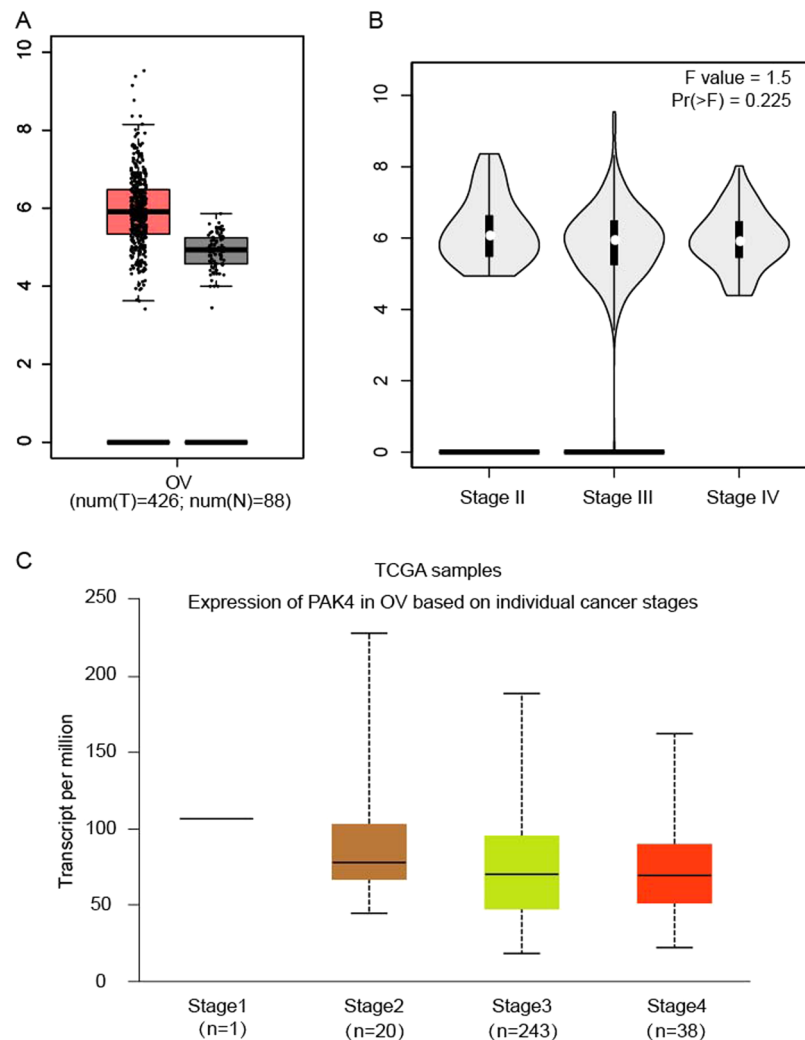 A
10
8
6
4
2
0
OV
(num(T)=426; num(N)=88)
B
F value = 1.5
Pr(>F) = 0.225
10
8
6
4
2
0
Stage II
Stage III
Stage IV
C
TCGA samples
Expression of PAK4 in OV based on individual cancer stages
Transcript per million
250
200
150
100
50
0
Stage1
(n=1)
Stage2
(n=20)
Stage3
(n=243)
Stage4
(n=38)